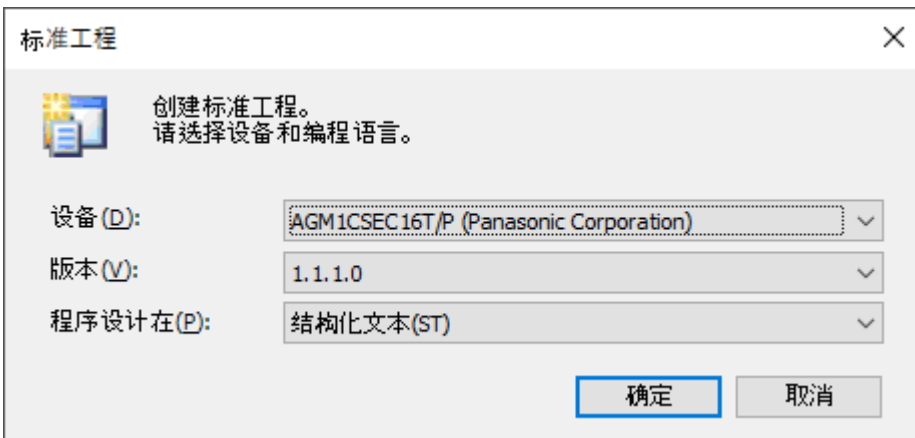 标准工程
创建标准工程。
请选择设备和编程语言。
设备(D):
AGM1CSEC16T/P (Panasonic Corporation)
版本(V):
1.1.1.0
程序设计在(P):
结构化文本(ST)
确定
取消